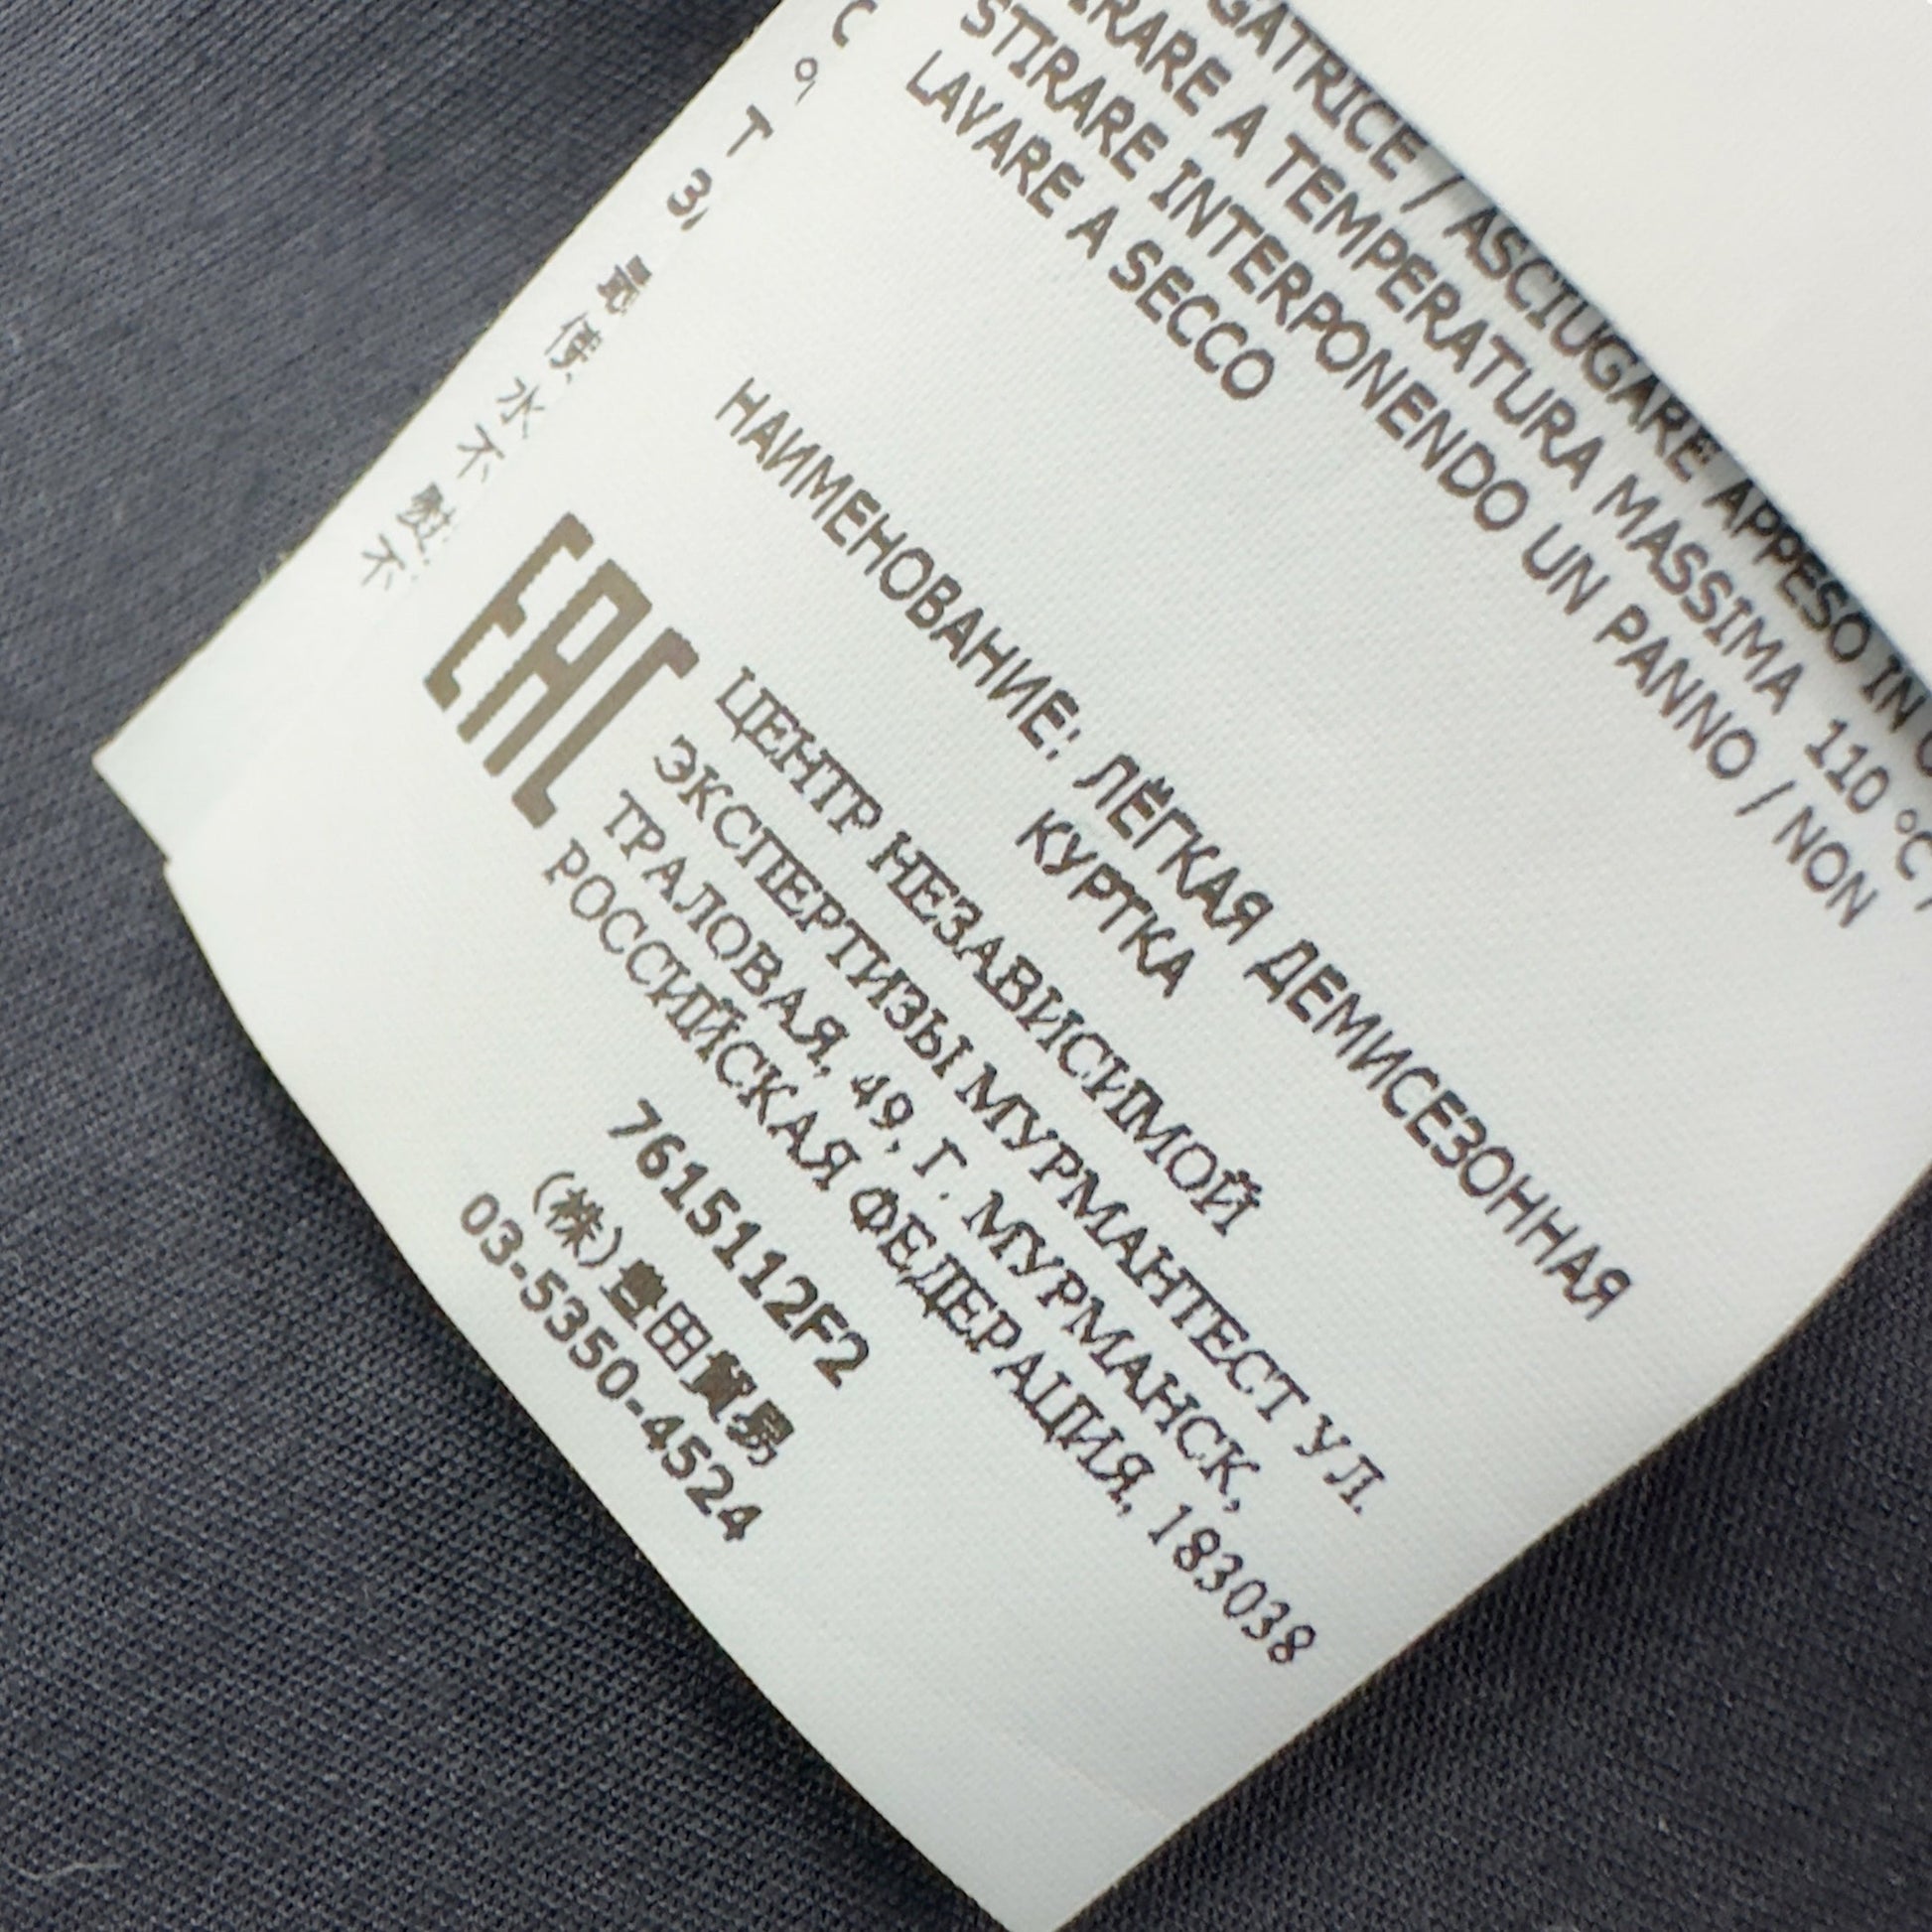 GATRICE / ASCIUGARE APPESO IN
IRARE A TEMPERATURA MASSIMA 110 °C /
STIRARE INTERPONENDO UN PANNO / NON
LAVARE A SECCO
НАИМЕНОВАНИЕ: ЛЁГКАЯ ДЕМИСЕЗОННАЯ
КУРТКА
EAC
ЦЕНТР НЕЗАВИСИМОЙ
ЭКСПЕРТИЗЫ МУРМАНТЕСТ УЛ.
ТРАЛОВАЯ, 49, Г. МУРМАНСК,
РОССИЙСКАЯ ФЕДЕРАЦИЯ, 183038
7615112F2
(株)豊田貿易
03-5350-4524